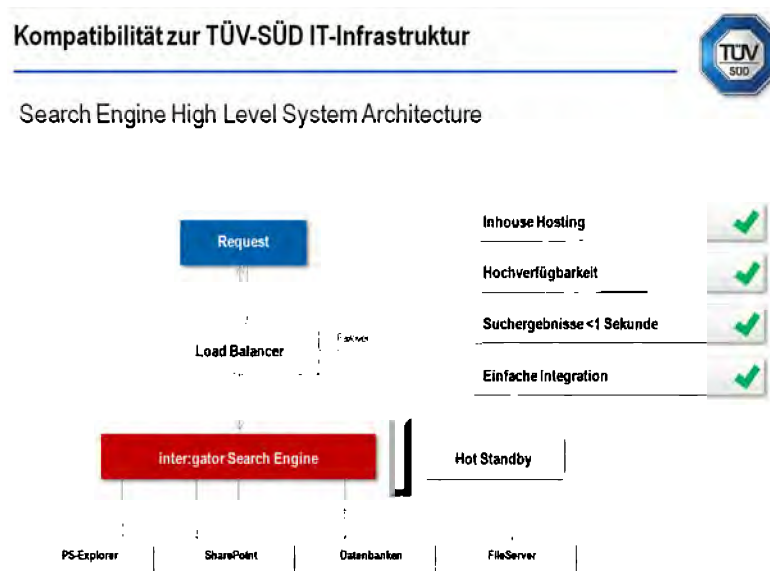 Kompatibilität zur TÜV-SÜD IT-Infrastruktur
TÜV
SÜD
Search Engine High Level System Architecture
Request
Inhouse Hosting
Hochverfügbarkeit
Suchergebnisse <1 Sekunde
Load Balancer
Einfache Integration
inter:gator Search Engine
Hot Standby
PS-Explorer
SharePoint
Datenbanken
FileServer